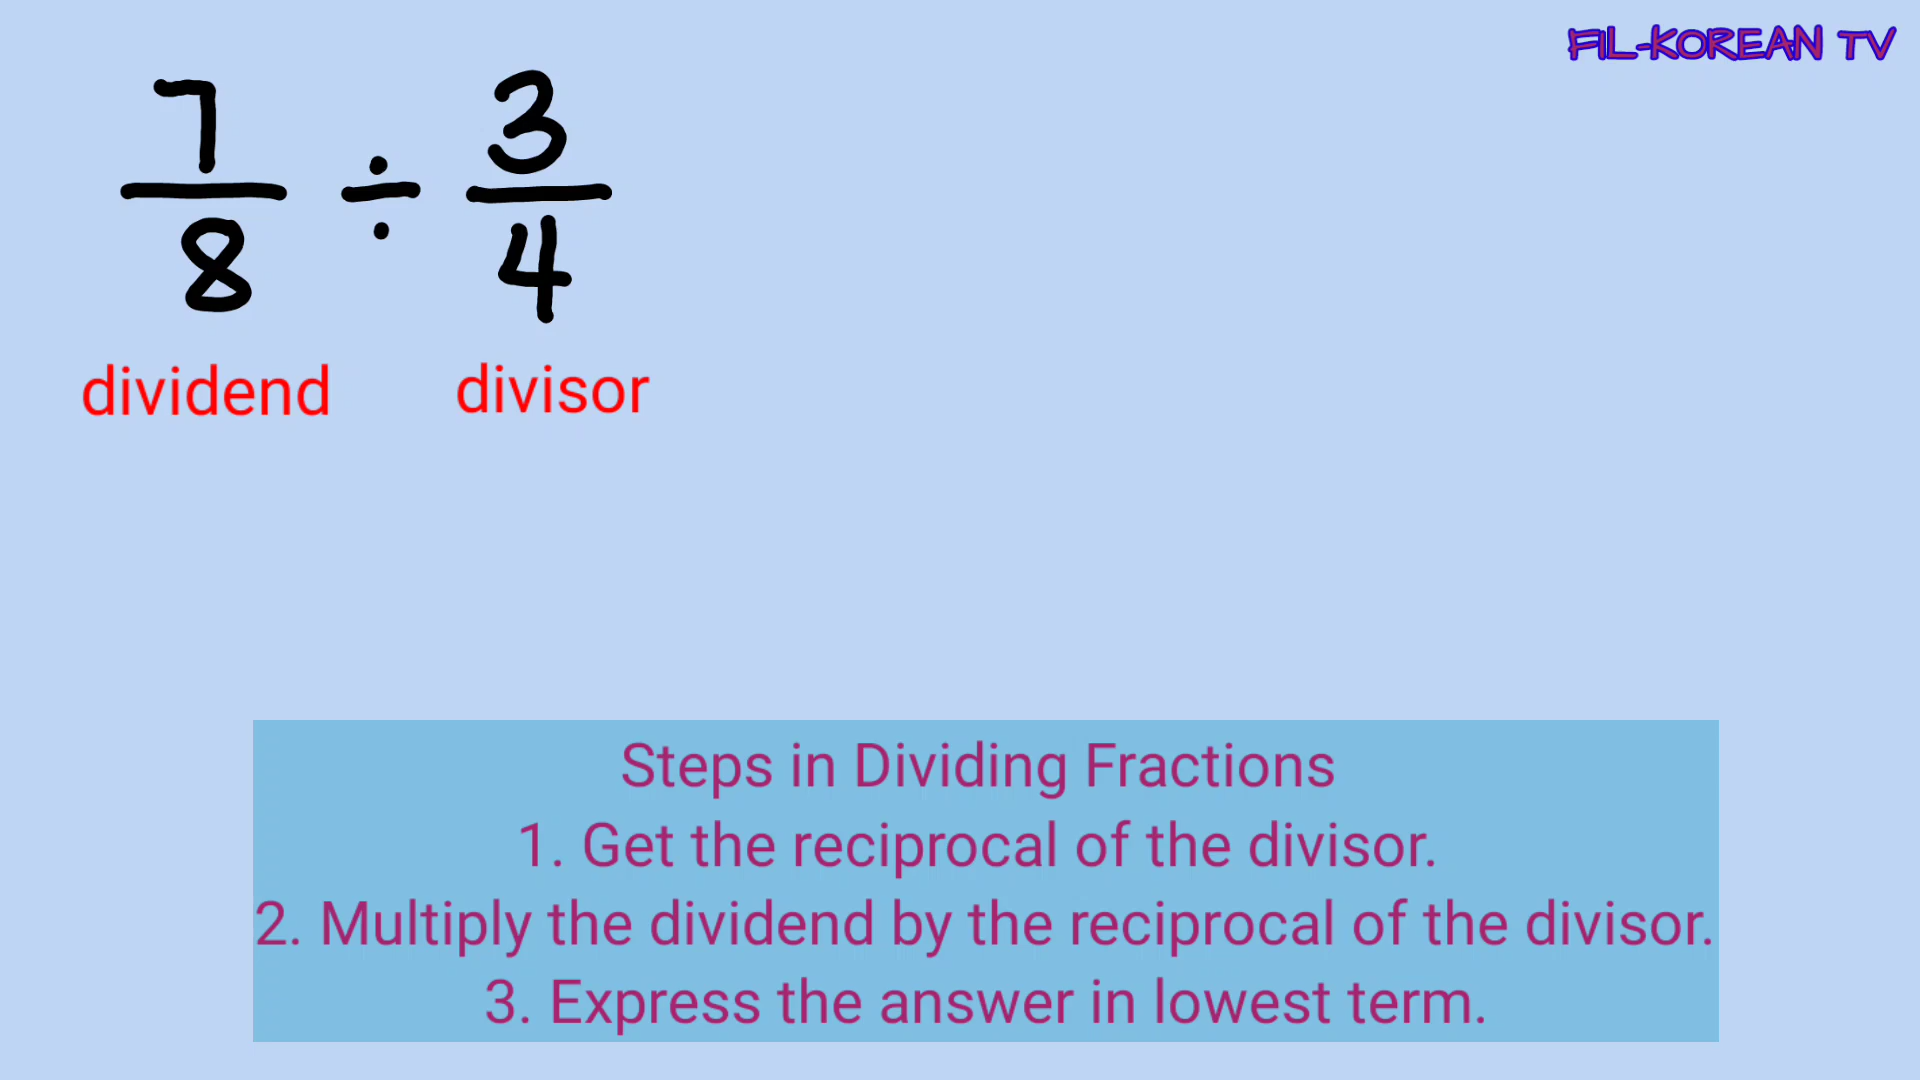 FIL-KOREAN TV
7/8 ÷ 3/4
dividend divisor
Steps in Dividing Fractions
1. Get the reciprocal of the divisor.
2. Multiply the dividend by the reciprocal of the divisor.
3. Express the answer in lowest term.